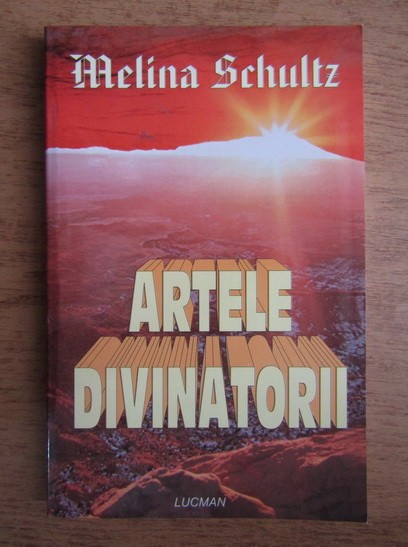 Melina Schultz
ARTELE
DIVINATORII
LUCMAN